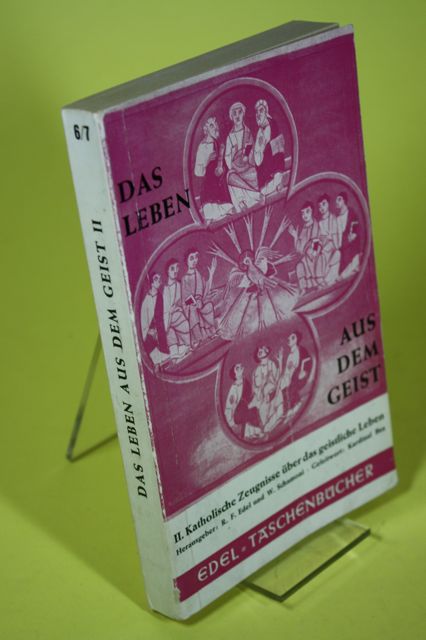 6/7
DAS LEBEN AUS DEM GEIST II
DAS
LEBEN
AUS
DEM
GEIST
II. Katholische Zeugnisse über das geistliche Leben
Herausgeber: R. F. Edel und W. Schamoni / Geleitwort: Kardinal Bea
EDEL-TASCHENBÜCHER